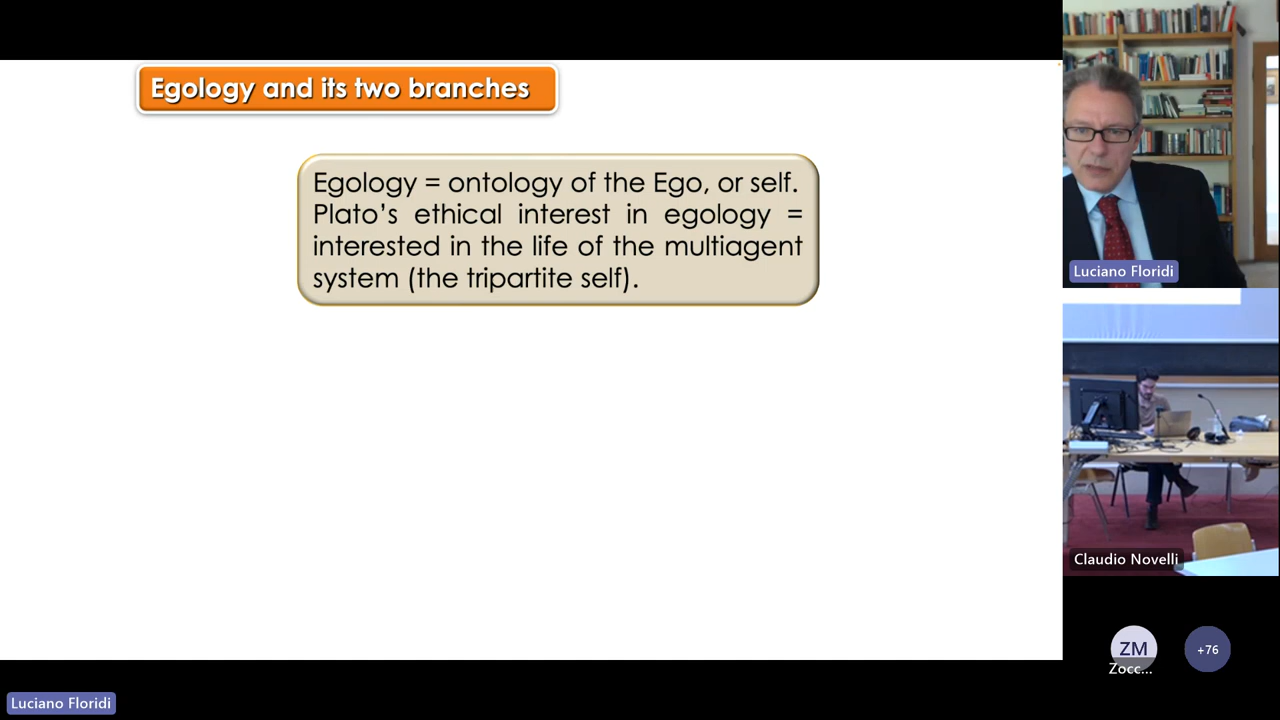 Egology and its two branches
Egology = ontology of the Ego, or self.
Plato's ethical interest in egology =
interested in the life of the multiagent
system (the tripartite self).
Luciano Floridi
Claudio Novelli
ZM
Zocc...
+76
Luciano Floridi